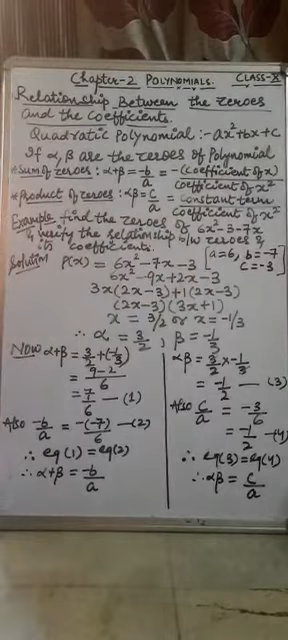 Chapter-2 POLYNOMIALS. CLASS-X
Relationship Between the zeroes
and the coefficients.
Quadratic Polynomial :- ax²+bx+c
If α, β are the zeroes of Polynomial
*Sum of zeroes: α+β = -b/a = -(coefficient of x)/coefficient of x²
*Product of zeroes: αβ = c/a = constant term/coefficient of x²
Example find the zeroes of 6x²-3-7x
& verify the relationship b/w zeroes &
its coefficients.
Solution P(x) = 6x²-7x-3 [a=6, b=-7
c=-3]
6x²-9x+2x-3
3x(2x-3)+1(2x-3)
(2x-3)(3x+1)
x = 3/2 or x = -1/3
∴ α = 3/2, β = -1/3
Now α+β = 3/2+(-1/3)
= 9-2/6
= 7/6 — (1)
Also -b/a = -(-7)/6 —(2)
∴ eq(1) = eq(2)
∴ α+β = -b/a
αβ = 3/2 x -1/3
= -1/2 — (3)
Also c/a = -3/6
= -1/2 —(4)
∴ eq(3)=eq(4)
∴ αβ = c/a